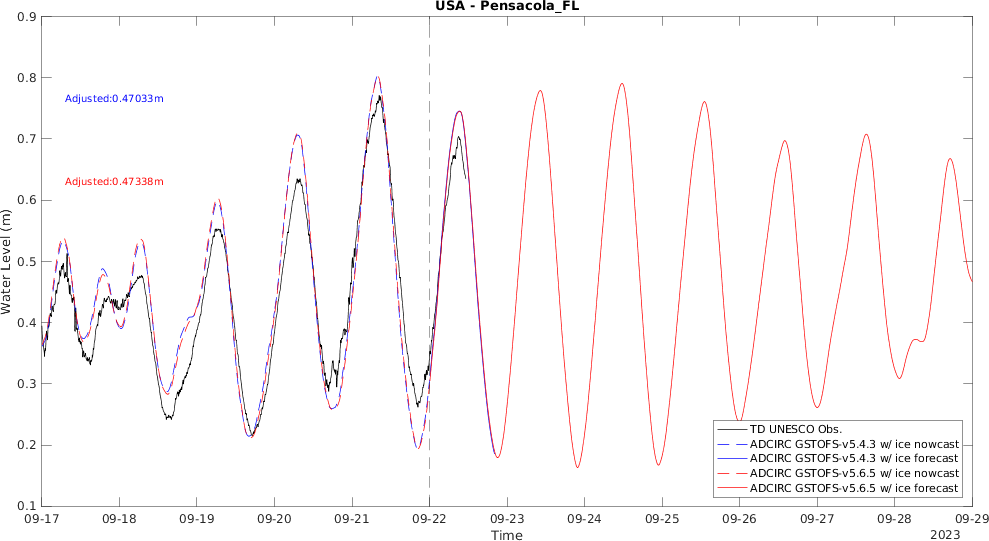 USA - Pensacola_FL
0.9
0.8
Adjusted:0.47033m
0.7
Adjusted:0.47338m
0.6
0.5
0.4
0.3
0.2
0.1
Water Level (m)
TD UNESCO Obs.
ADCIRC GSTOFS-v5.4.3 w/ ice nowcast
ADCIRC GSTOFS-v5.4.3 w/ ice forecast
ADCIRC GSTOFS-v5.6.5 w/ ice nowcast
ADCIRC GSTOFS-v5.6.5 w/ ice forecast
09-17 09-18 09-19 09-20 09-21 09-22 09-23 09-24 09-25 09-26 09-27 09-28 09-29
Time
2023